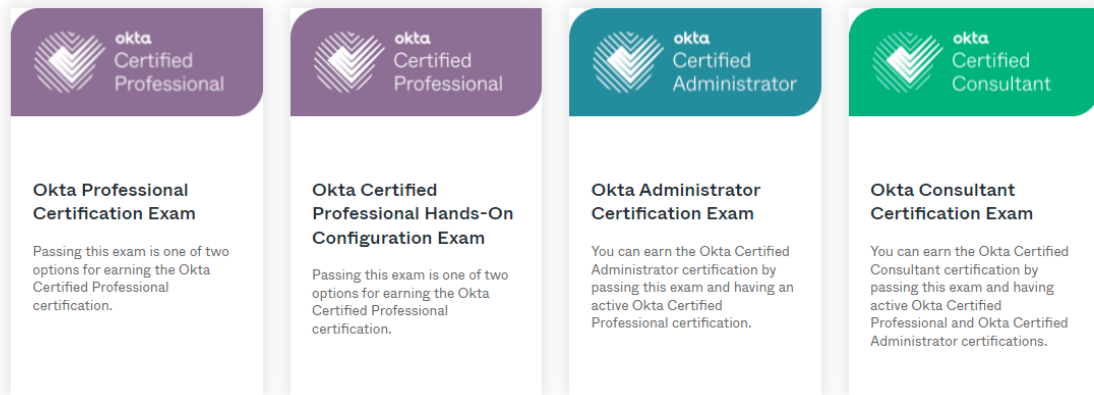 okta
Certified
Professional
Okta Professional
Certification Exam
Passing this exam is one of two
options for earning the Okta
Certified Professional
certification.
okta
Certified
Professional
Okta Certified
Professional Hands-On
Configuration Exam
Passing this exam is one of two
options for earning the Okta
Certified Professional
certification.
okta
Certified
Administrator
Okta Administrator
Certification Exam
You can earn the Okta Certified
Administrator certification by
passing this exam and having an
active Okta Certified
Professional certification.
okta
Certified
Consultant
Okta Consultant
Certification Exam
You can earn the Okta Certified
Consultant certification by
passing this exam and having
active Okta Certified
Professional and Okta Certified
Administrator certifications.